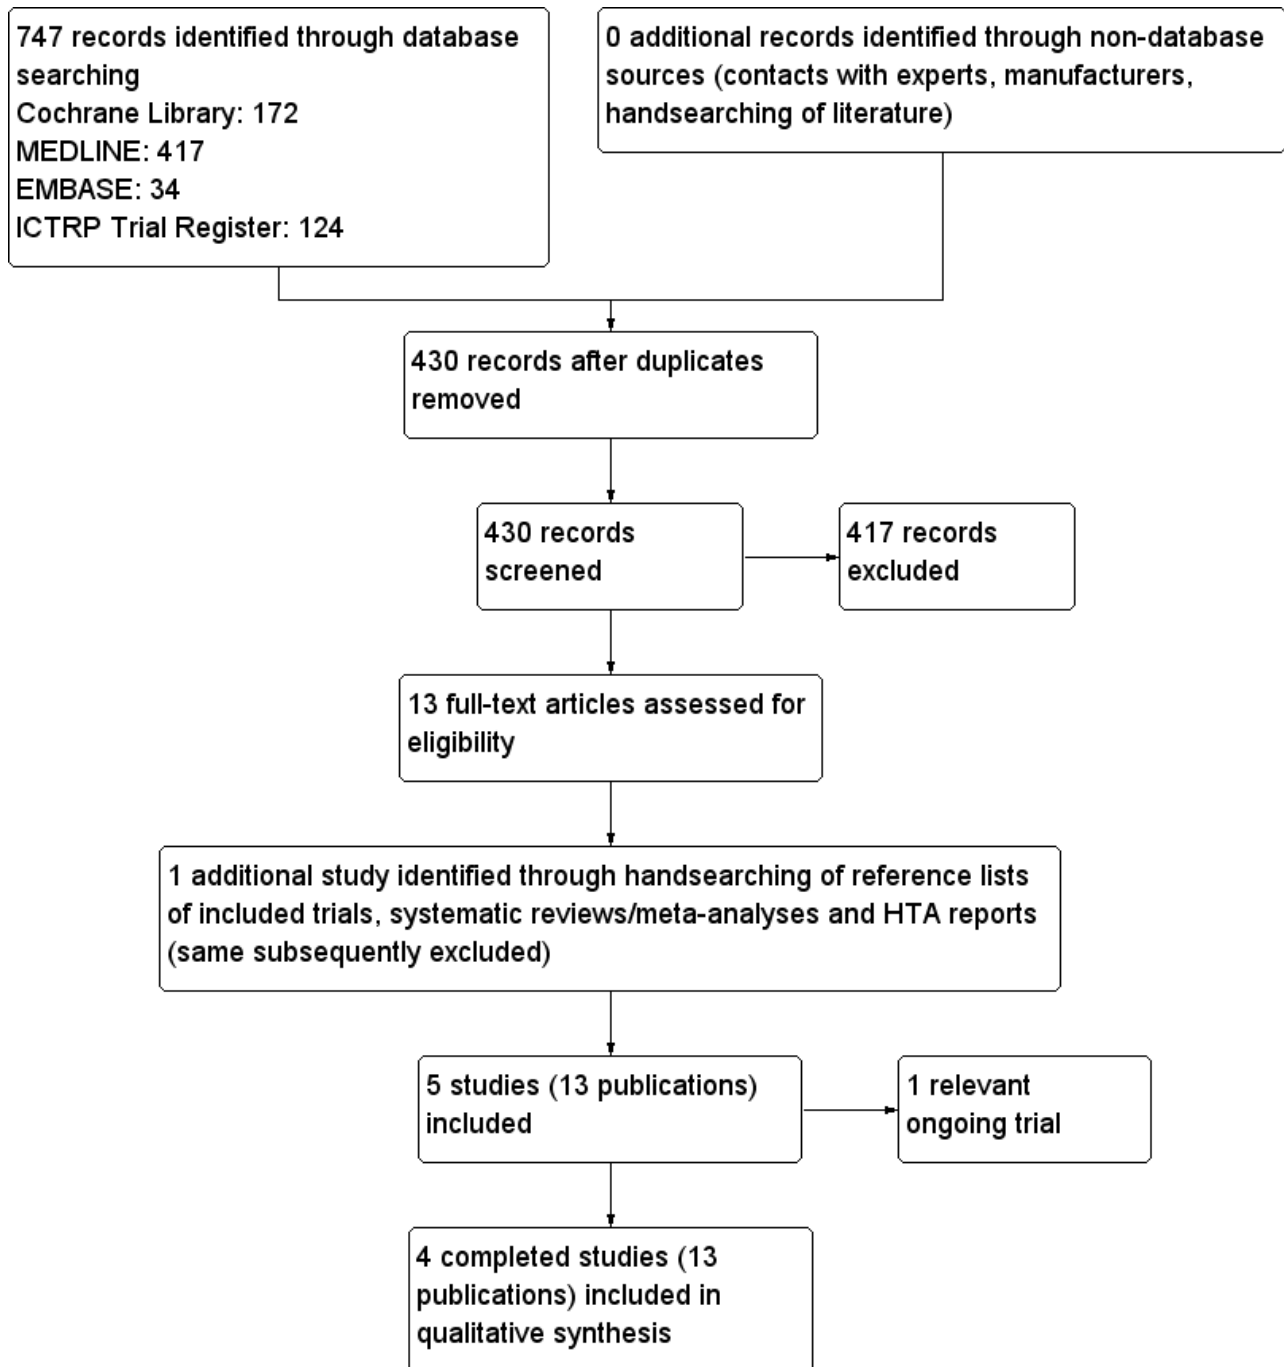 747 records identified through database
searching
Cochrane Library: 172
MEDLINE: 417
EMBASE: 34
ICTRP Trial Register: 124
0 additional records identified through non-database
sources (contacts with experts, manufacturers,
handsearching of literature)
430 records after duplicates
removed
430 records
screened
417 records
excluded
13 full-text articles assessed for
eligibility
1 additional study identified through handsearching of reference lists
of included trials, systematic reviews/meta-analyses and HTA reports
(same subsequently excluded)
5 studies (13 publications)
included
1 relevant
ongoing trial
4 completed studies (13
publications) included in
qualitative synthesis